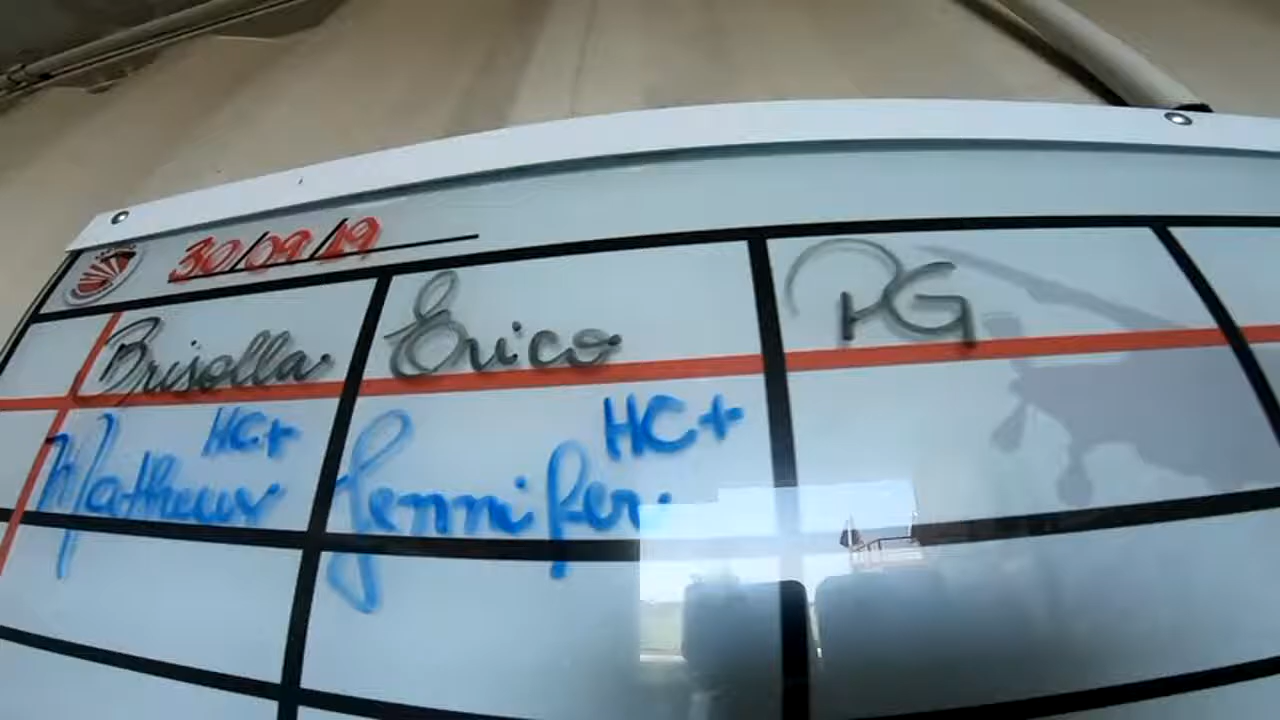 30/09/19
Brisolla Erico PG
HC+ HC+
Matheus Jennifer